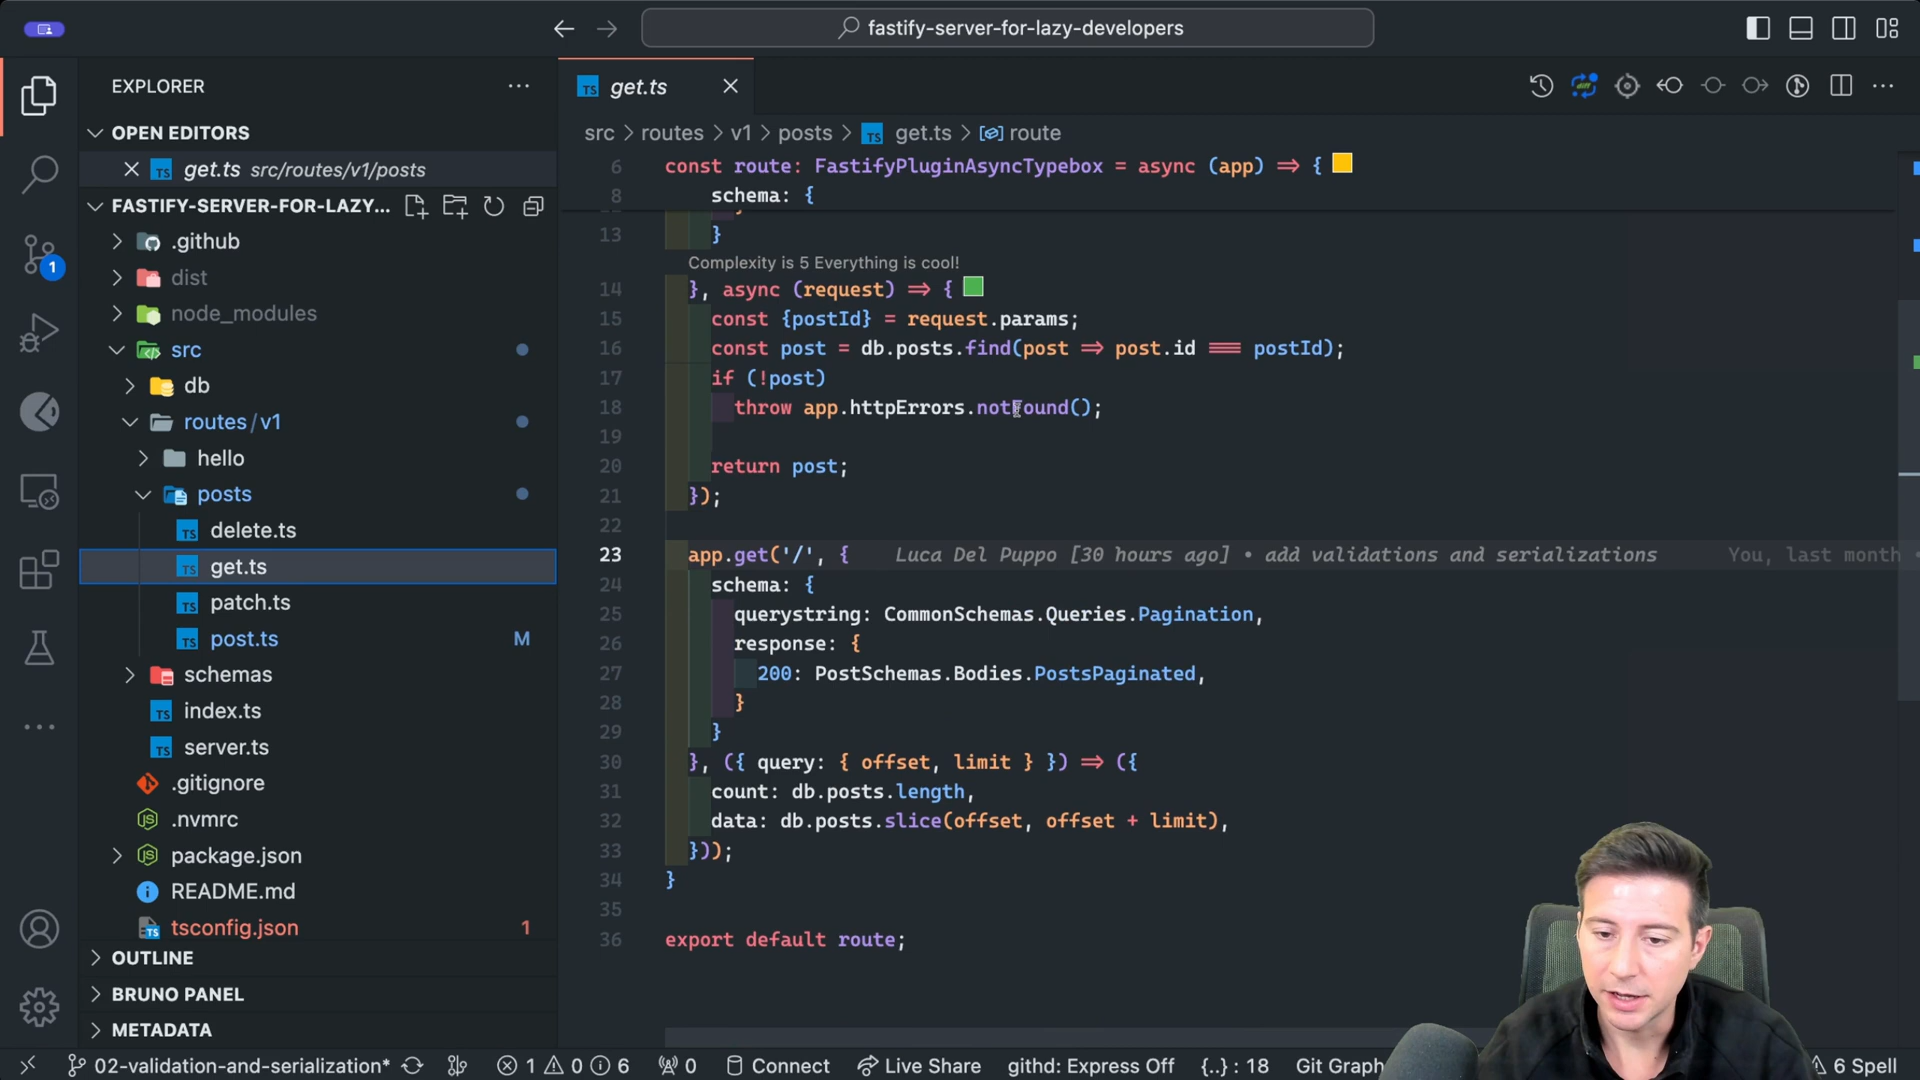 fastify-server-for-lazy-developers
EXPLORER
OPEN EDITORS
get.ts src/routes/v1/posts
FASTIFY-SERVER-FOR-LAZY...
.github
dist
node_modules
src
db
routes/v1
hello
posts
delete.ts
get.ts
patch.ts
post.ts M
schemas
index.ts
server.ts
.gitignore
.nvmrc
package.json
README.md
tsconfig.json 1
OUTLINE
BRUNO PANEL
METADATA
get.ts
src > routes > v1 > posts > get.ts > route
6 const route: FastifyPluginAsyncTypebox = async (app) => {
8 schema: {
13 }
Complexity is 5 Everything is cool!
14 }, async (request) => {
15 const {postId} = request.params;
16 const post = db.posts.find(post => post.id === postId);
17 if (!post)
18 throw app.httpErrors.notFound();
19
20 return post;
21 });
22
23 app.get('/', { Luca Del Puppo [30 hours ago] • add validations and serializations You, last month •
24 schema: {
25 querystring: CommonSchemas.Queries.Pagination,
26 response: {
27 200: PostSchemas.Bodies.PostsPaginated,
28 }
29 }
30 }, ({ query: { offset, limit } }) => ({
31 count: db.posts.length,
32 data: db.posts.slice(offset, offset + limit),
33 }));
34 }
35
36 export default route;
02-validation-and-serialization* 1 0 6 0 Connect Live Share githd: Express Off {..} : 18 Git Graph 6 Spell
1